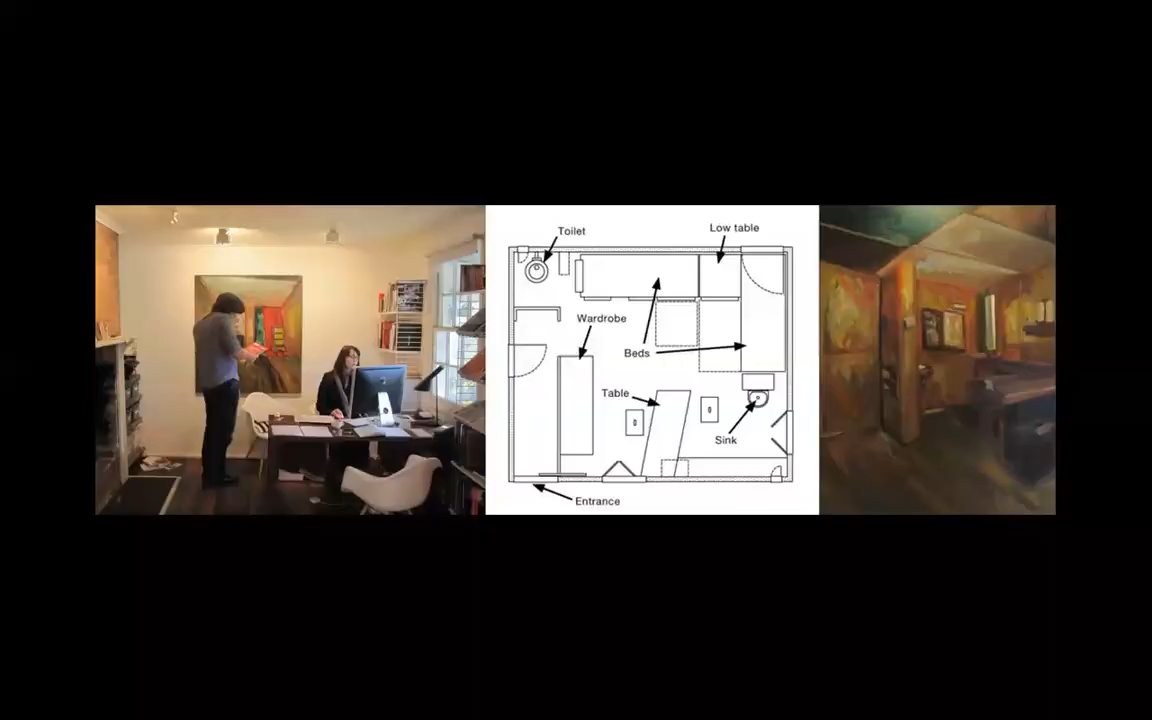 Toilet
Low table
Wardrobe
Beds
Table
Sink
Entrance